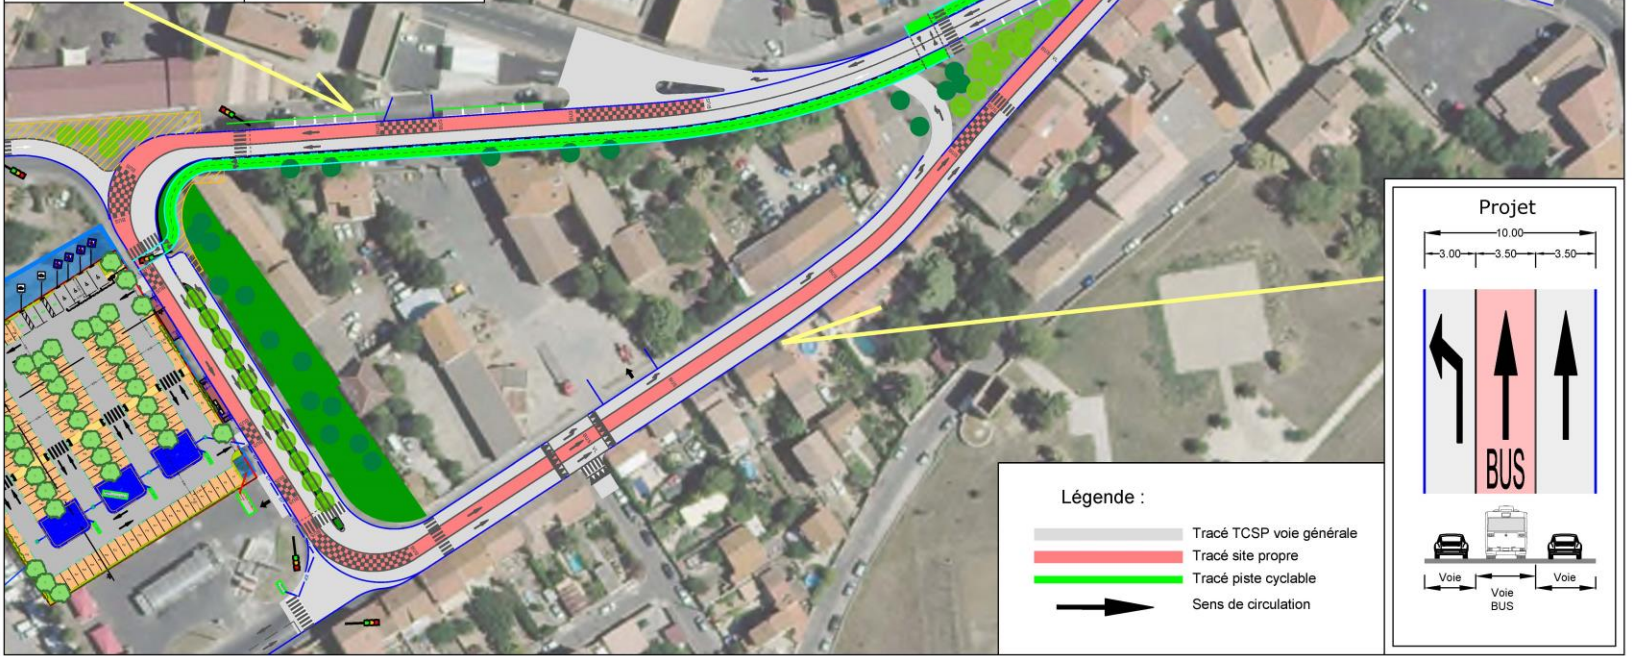 Projet
10.00
3.00
3.50
3.50
BUS
Voie
Voie
BUS
Voie
Légende :
Tracé TCSP voie générale
Tracé site propre
Tracé piste cyclable
Sens de circulation